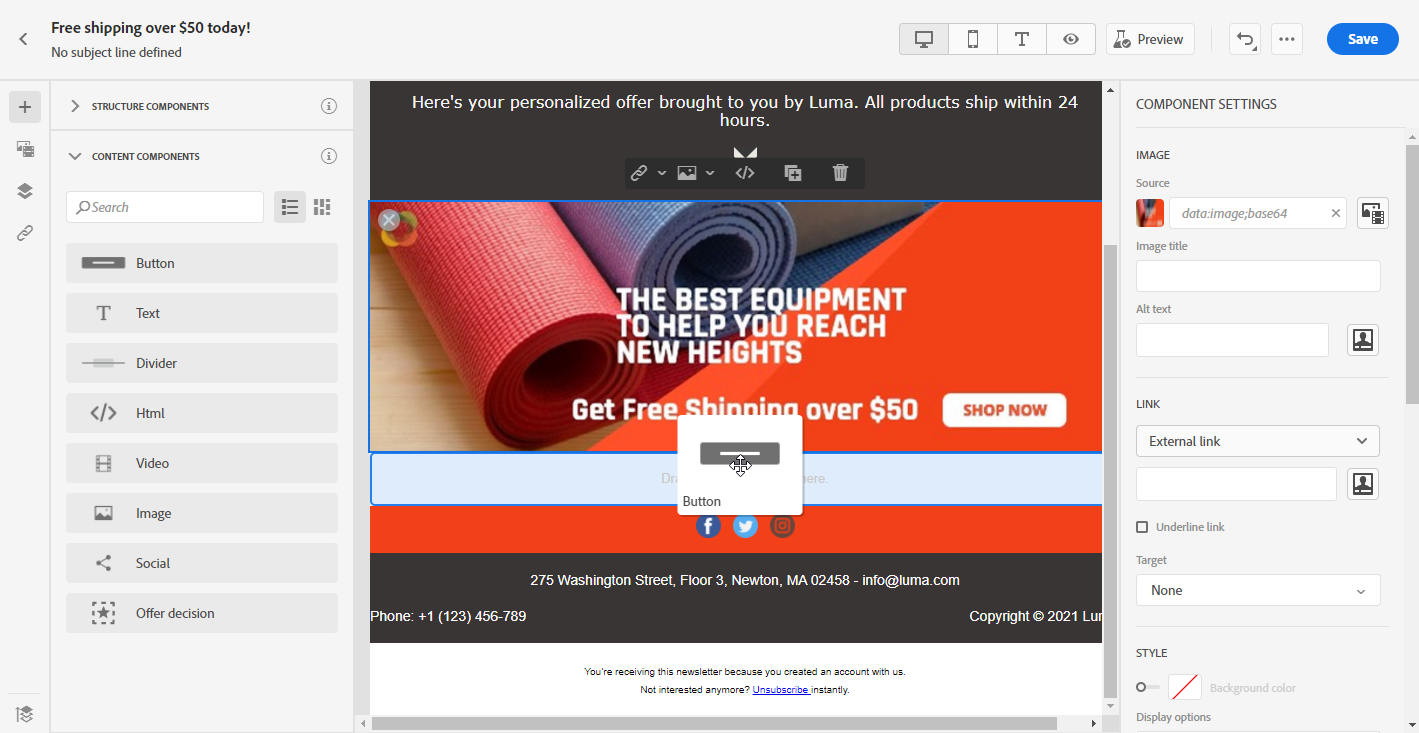 Free shipping over $50 today!
No subject line defined
Preview
Save
STRUCTURE COMPONENTS
CONTENT COMPONENTS
Search
Button
Text
Divider
Html
Video
Image
Social
Offer decision
Here's your personalized offer brought to you by Luma. All products ship within 24
hours.
THE BEST EQUIPMENT
TO HELP YOU REACH
NEW HEIGHTS
Get Free Shipping over $50
SHOP NOW
here.
Button
275 Washington Street, Floor 3, Newton, MA 02458 - info@luma.com
Phone: +1 (123) 456-789
Copyright © 2021 Lum
You're receiving this newsletter because you created an account with us.
Not interested anymore? Unsubscribe instantly.
COMPONENT SETTINGS
IMAGE
Source
data:image;base64
Image title
Alt text
LINK
External link
Underline link
Target
None
STYLE
Background color
Display options